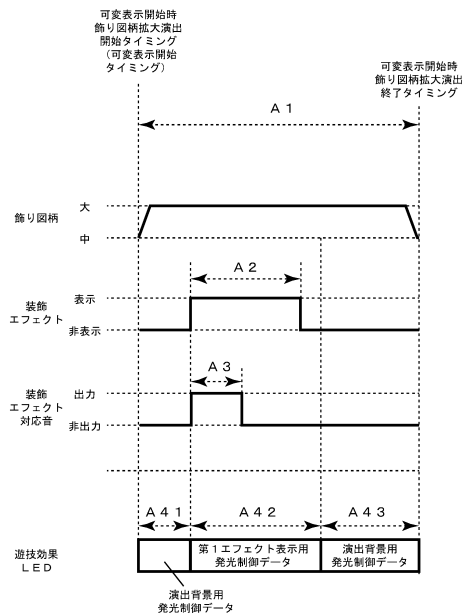 可変表示開始時
飾り図柄拡大演出
開始タイミング
(可変表示開始
タイミング)
可変表示開始時
飾り図柄拡大演出
終了タイミング
A1
飾り図柄
大
中
A2
装飾
エフェクト
表示
非表示
A3
装飾
エフェクト
対応音
出力
非出力
A41
A42
A43
遊技効果
LED
第1エフェクト表示用
発光制御データ
演出背景用
発光制御データ
演出背景用
発光制御データ